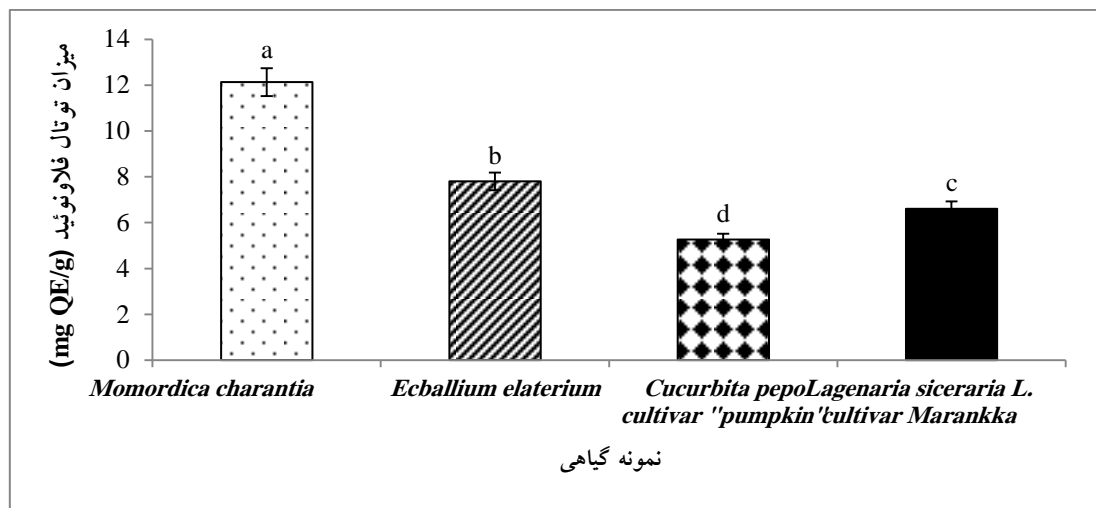 میزان توتال فلاونوئید (mg QE/g)
14
12
10
8
6
4
2
0
a
b
d
c
Momordica charantia
Ecballium elaterium
Cucurbita pepo
cultivar "pumpkin"
Lagenaria siceraria L.
cultivar Marankka
نمونه گیاهی